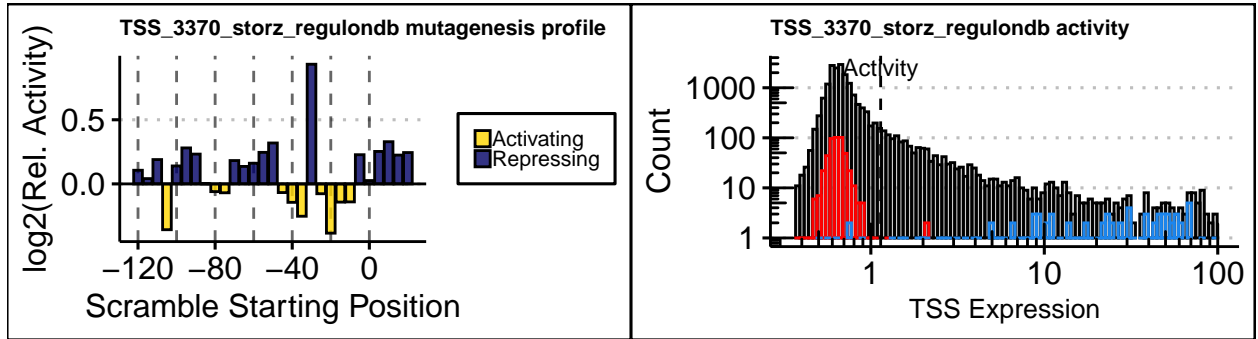 TSS_3370_storz_regulondb mutagenesis profile
log2(Rel. Activity)
0.5
0.0
−120
−80
−40
0
Scramble Starting Position
Activating
Repressing
TSS_3370_storz_regulondb activity
Activity
Count
1000
100
10
1
1
10
100
TSS Expression